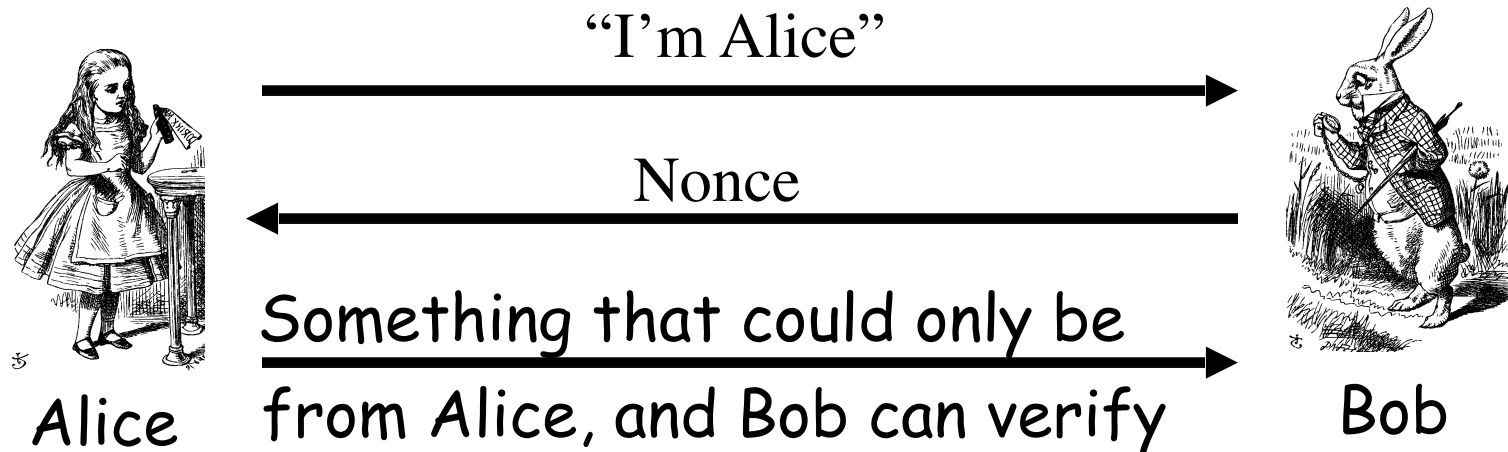 “I’m Alice”
Nonce
Something that could only be
from Alice, and Bob can verify
Alice
Bob